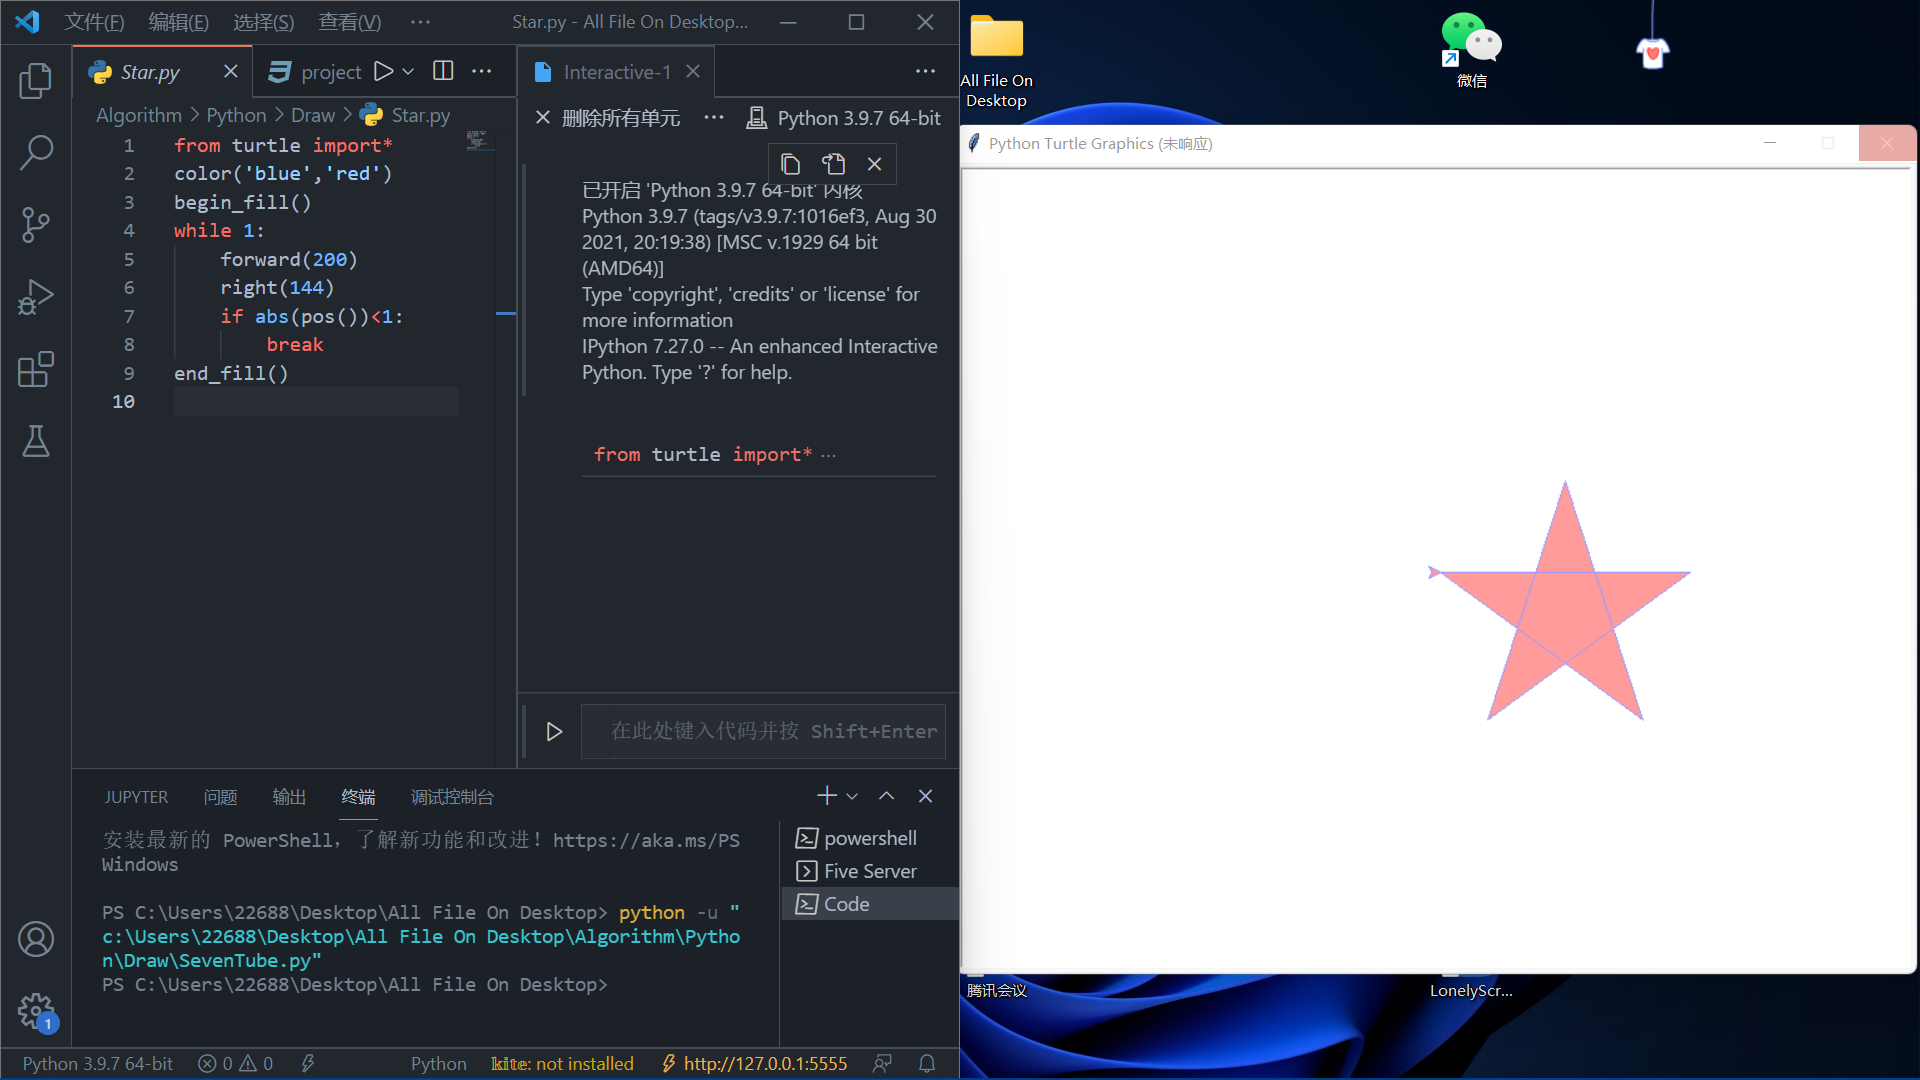 文件(F) 编辑(E) 选择(S) 查看(V) ··· Star.py - All File On Desktop...
Star.py project
Interactive-1
Algorithm > Python > Draw > Star.py
1 from turtle import*
2 color('blue','red')
3 begin_fill()
4 while 1:
5 forward(200)
6 right(144)
7 if abs(pos())<1:
8 break
9 end_fill()
10
删除所有单元 ··· Python 3.9.7 64-bit
已开启 'Python 3.9.7 64-bit' 内核
Python 3.9.7 (tags/v3.9.7:1016ef3, Aug 30
2021, 20:19:38) [MSC v.1929 64 bit
(AMD64)]
Type 'copyright', 'credits' or 'license' for
more information
IPython 7.27.0 -- An enhanced Interactive
Python. Type '?' for help.
from turtle import* ···
在此处键入代码并按 Shift+Enter
JUPYTER 问题 输出 终端 调试控制台
安装最新的 PowerShell，了解新功能和改进！https://aka.ms/PS
Windows
PS C:\Users\22688\Desktop\All File On Desktop> python -u "
c:\Users\22688\Desktop\All File On Desktop\Algorithm\Pytho
n\Draw\SevenTube.py"
PS C:\Users\22688\Desktop\All File On Desktop>
powershell
Five Server
Code
1
Python 3.9.7 64-bit 0 0 Python kite: not installed http://127.0.0.1:5555
All File On
Desktop
微信
Python Turtle Graphics (未响应)
腾讯会议
LonelyScr...